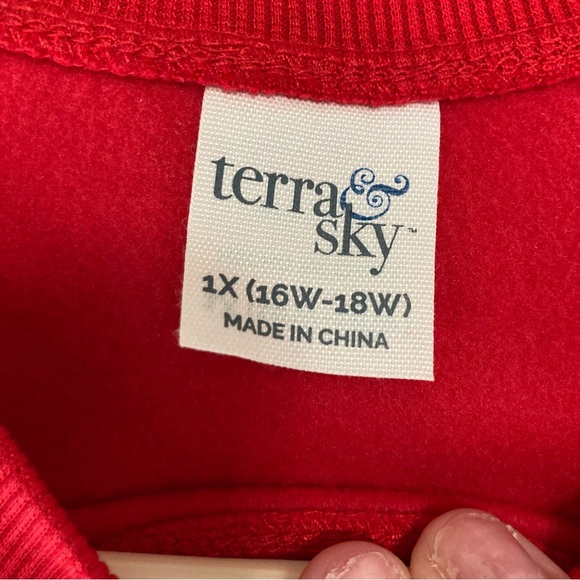 terra &
sky™
1X (16W-18W)
MADE IN CHINA